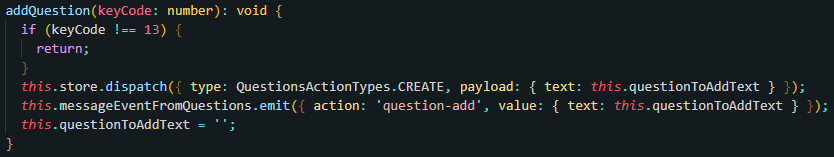 addQuestion(keyCode: number): void {
  if (keyCode !== 13) {
    return;
  }
  this.store.dispatch({ type: QuestionsActionTypes.CREATE, payload: { text: this.questionToAddText } });
  this.messageEventFromQuestions.emit({ action: 'question-add', value: { text: this.questionToAddText } });
  this.questionToAddText = '';
}